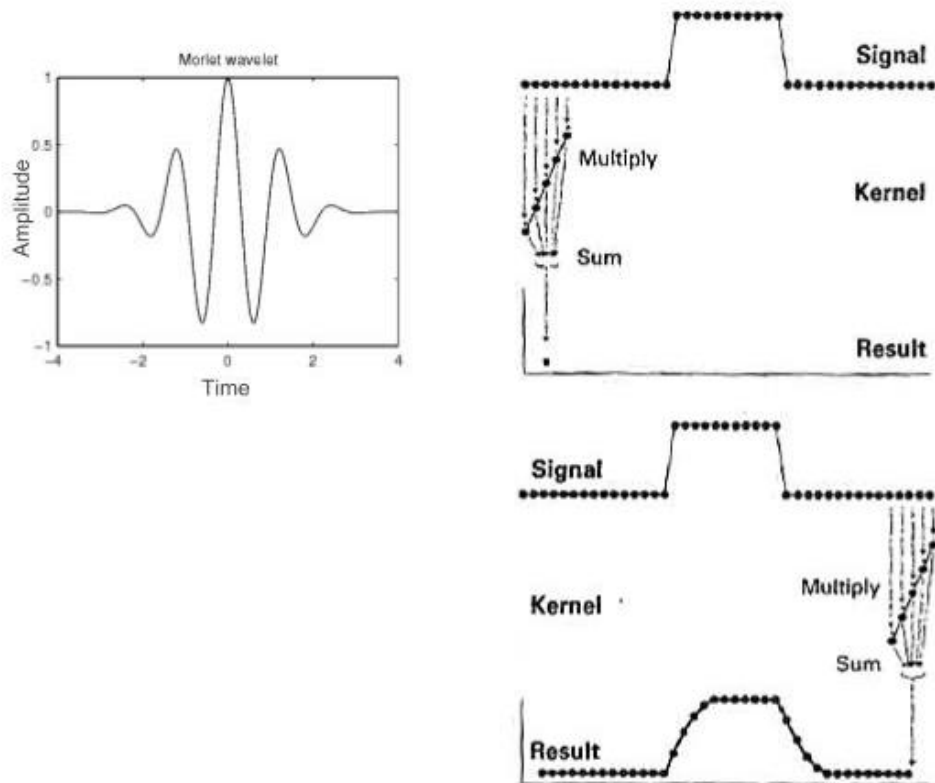 Morlet wavelet
1
0.5
0
−0.5
−1
−4
−2
0
2
4
Amplitude
Time
Signal
Multiply
Kernel
Sum
Result
Signal
Multiply
Kernel
Sum
Result